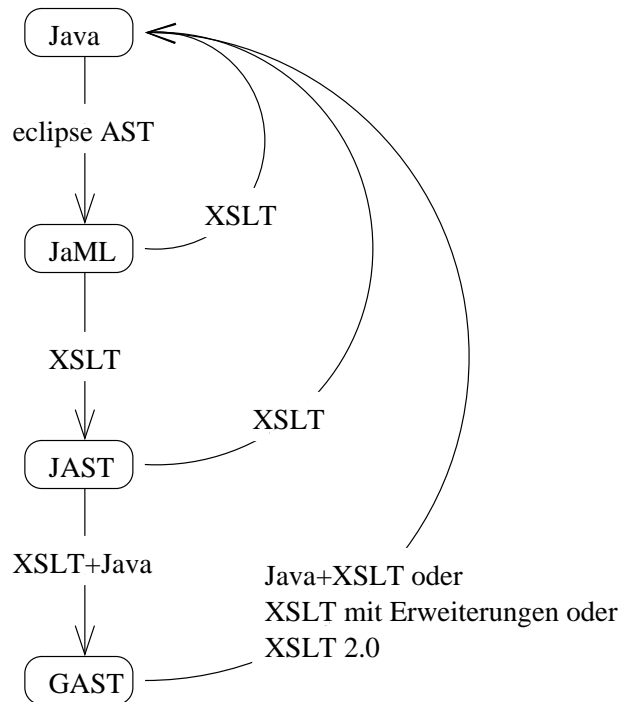 Java
eclipse AST
XSLT
JaML
XSLT
XSLT
JAST
XSLT+Java
Java+XSLT oder
XSLT mit Erweiterungen oder
XSLT 2.0
GAST